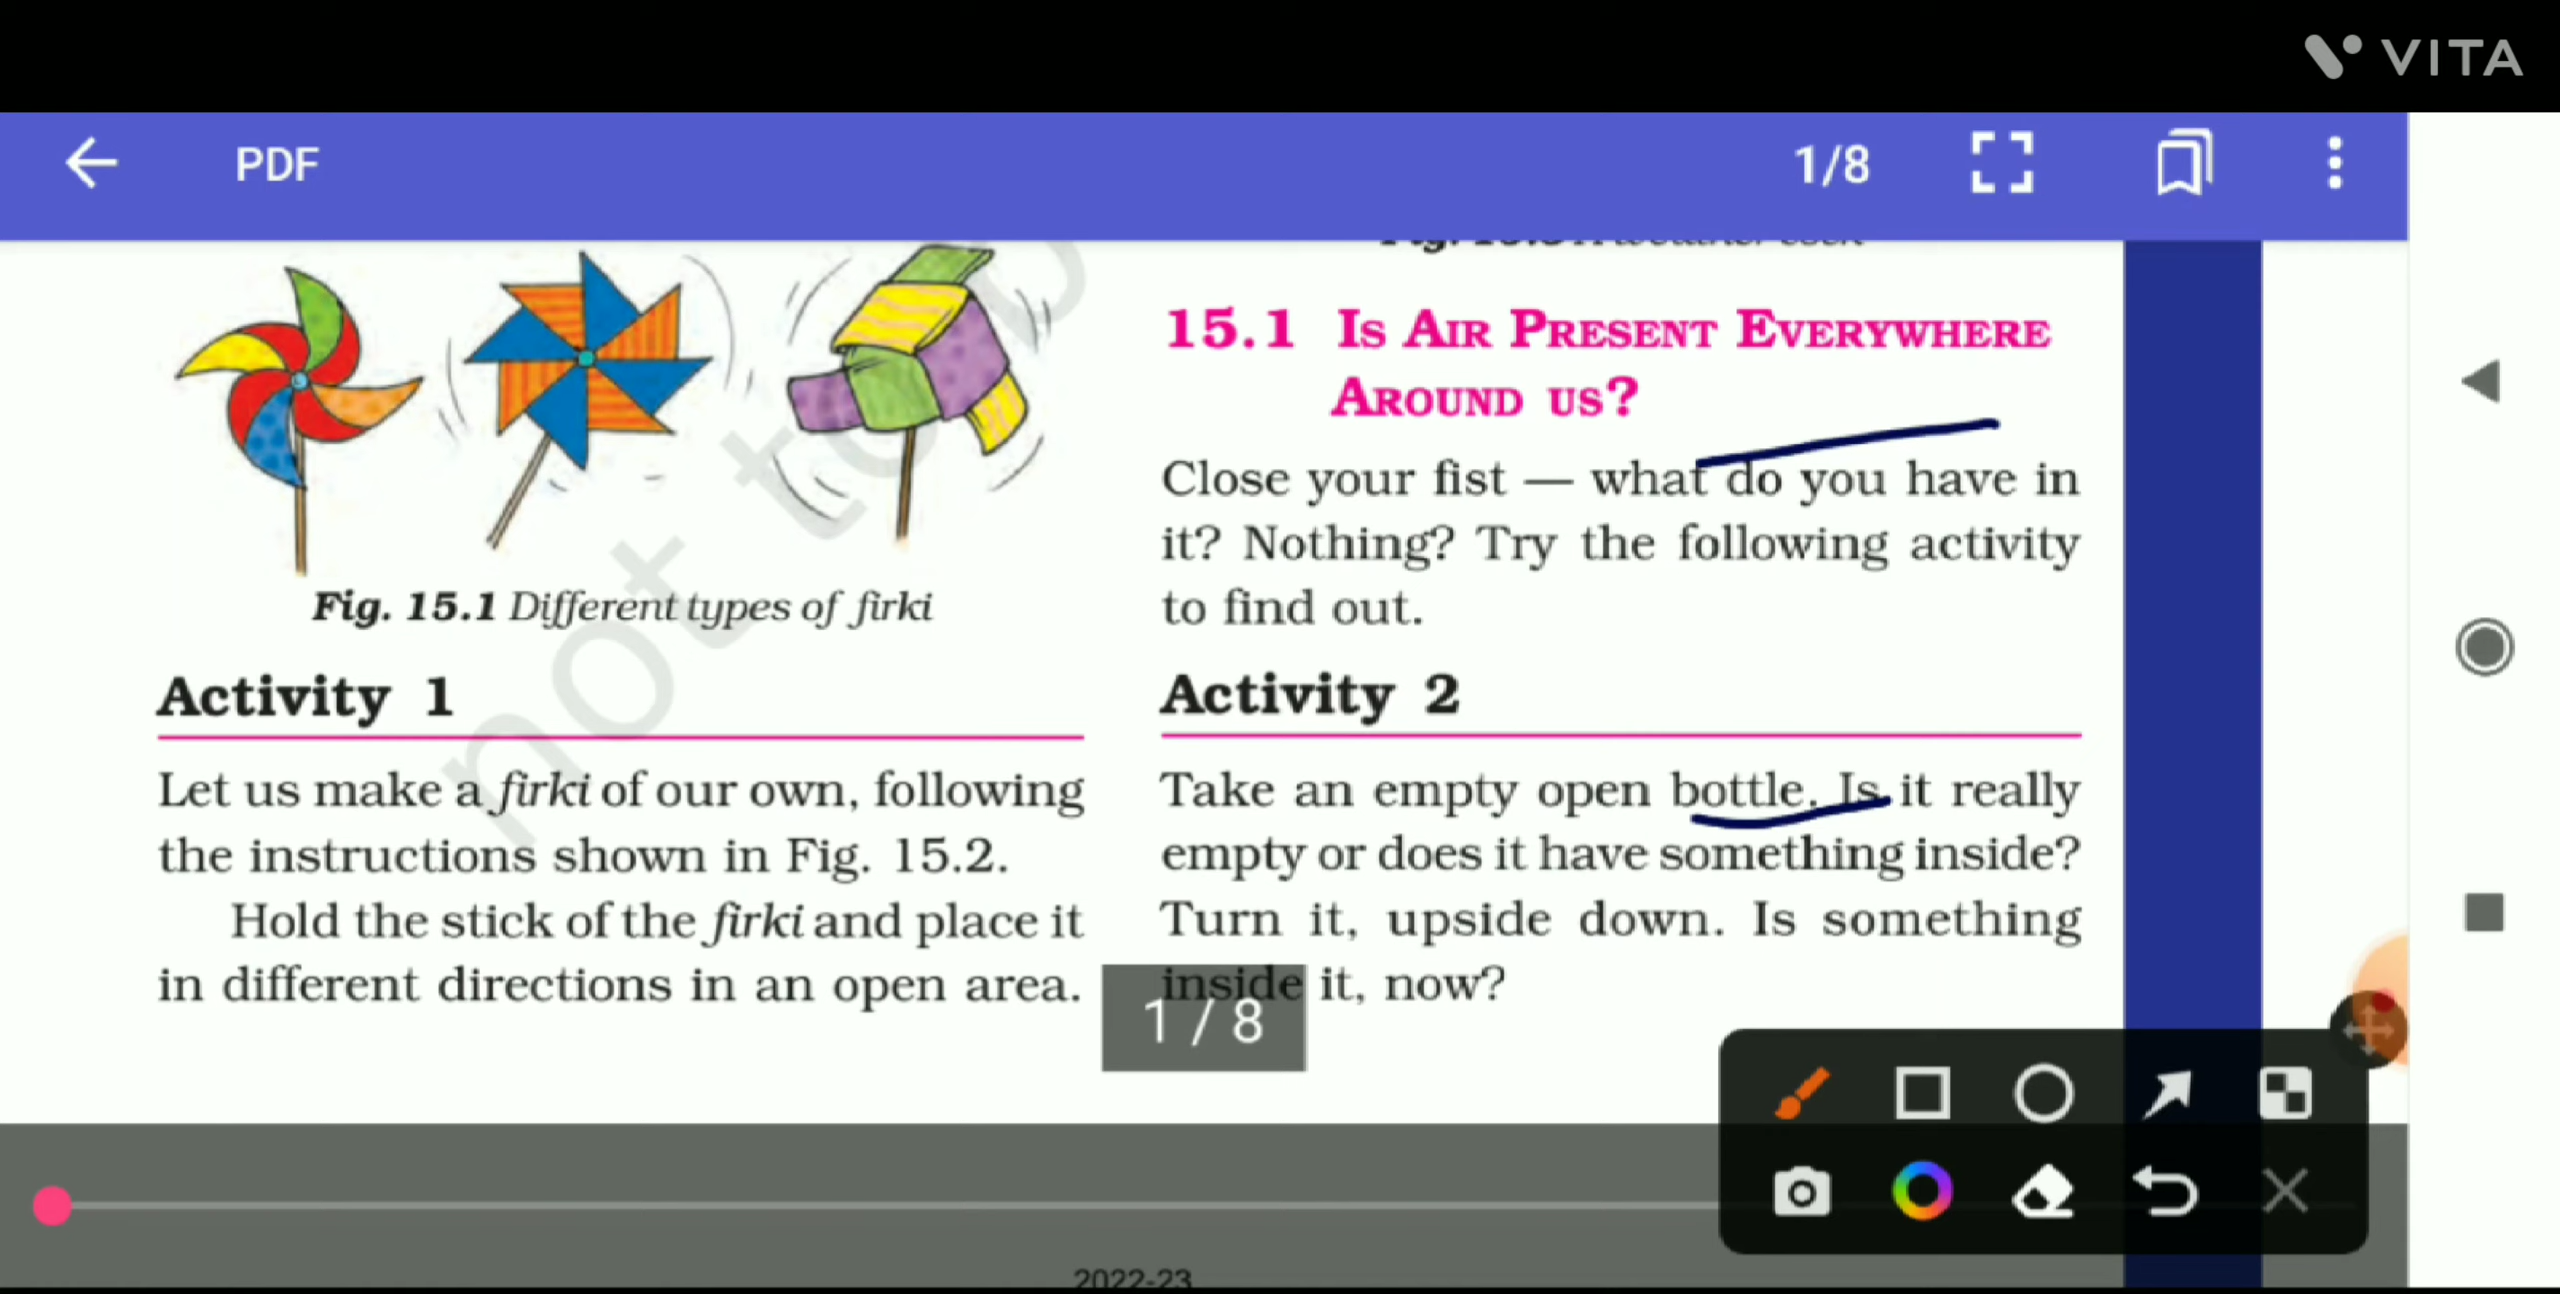 VITA
PDF
1/8
Fig. 15.1 Different types of firki
Activity 1
Let us make a firki of our own, following
the instructions shown in Fig. 15.2.
Hold the stick of the firki and place it
in different directions in an open area.
15.1 IS AIR PRESENT EVERYWHERE
AROUND US?
Close your fist — what do you have in
it? Nothing? Try the following activity
to find out.
Activity 2
Take an empty open bottle. Is it really
empty or does it have something inside?
Turn it, upside down. Is something
inside it, now?
1 / 8
not to b
2022-23